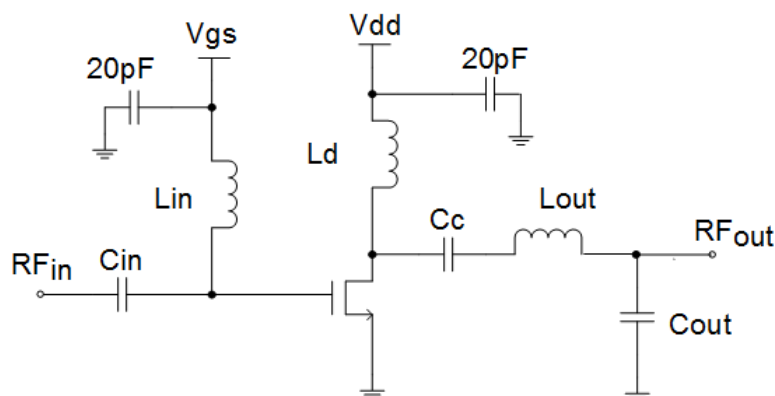 Vgs
Vdd
20pF
20pF
Ld
Lin
Cc
Lout
RFin
Cin
RFout
Cout